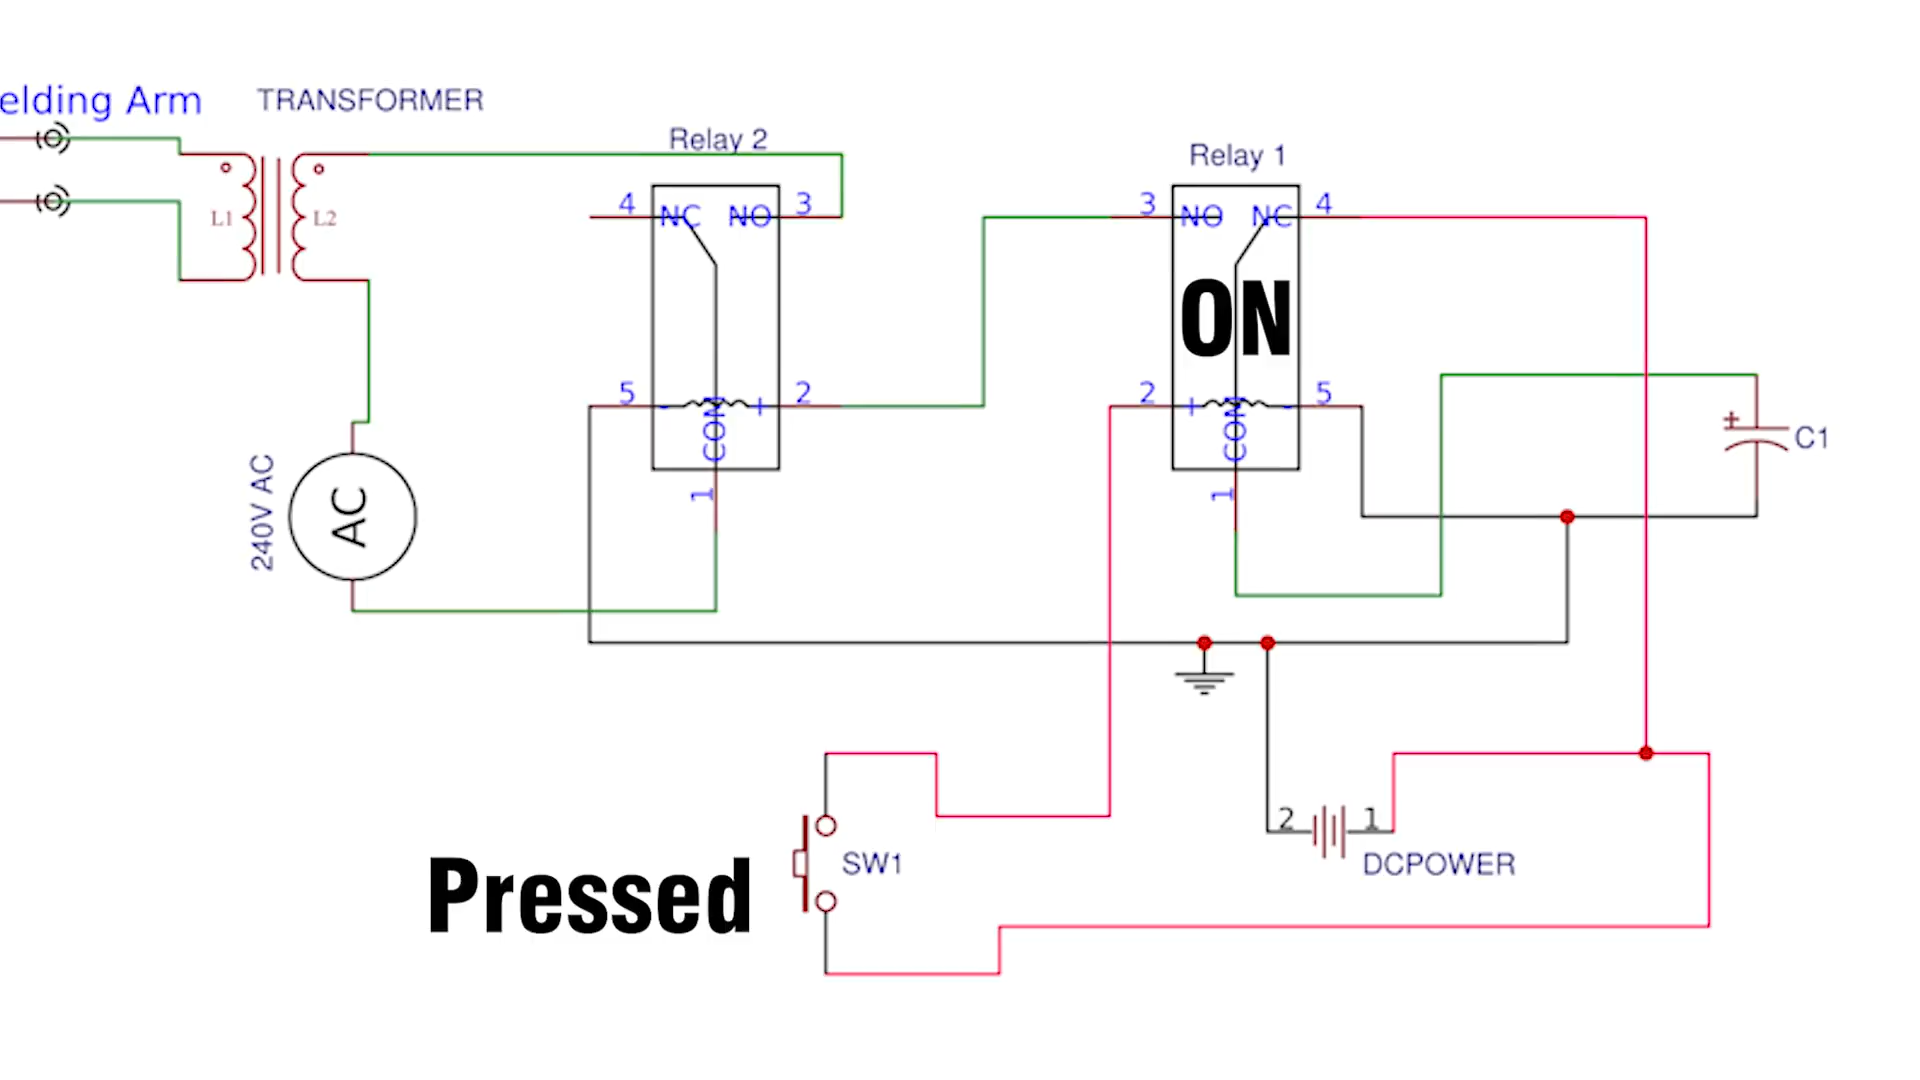 elding Arm
TRANSFORMER
Relay 2
Relay 1
4
NC
NO
3
3
NO
NC
4
L1
L2
ON
5
-
+
2
2
+
-
5
COM
COM
1
1
+
C1
240V AC
AC
2
1
DCPOWER
SW1
Pressed